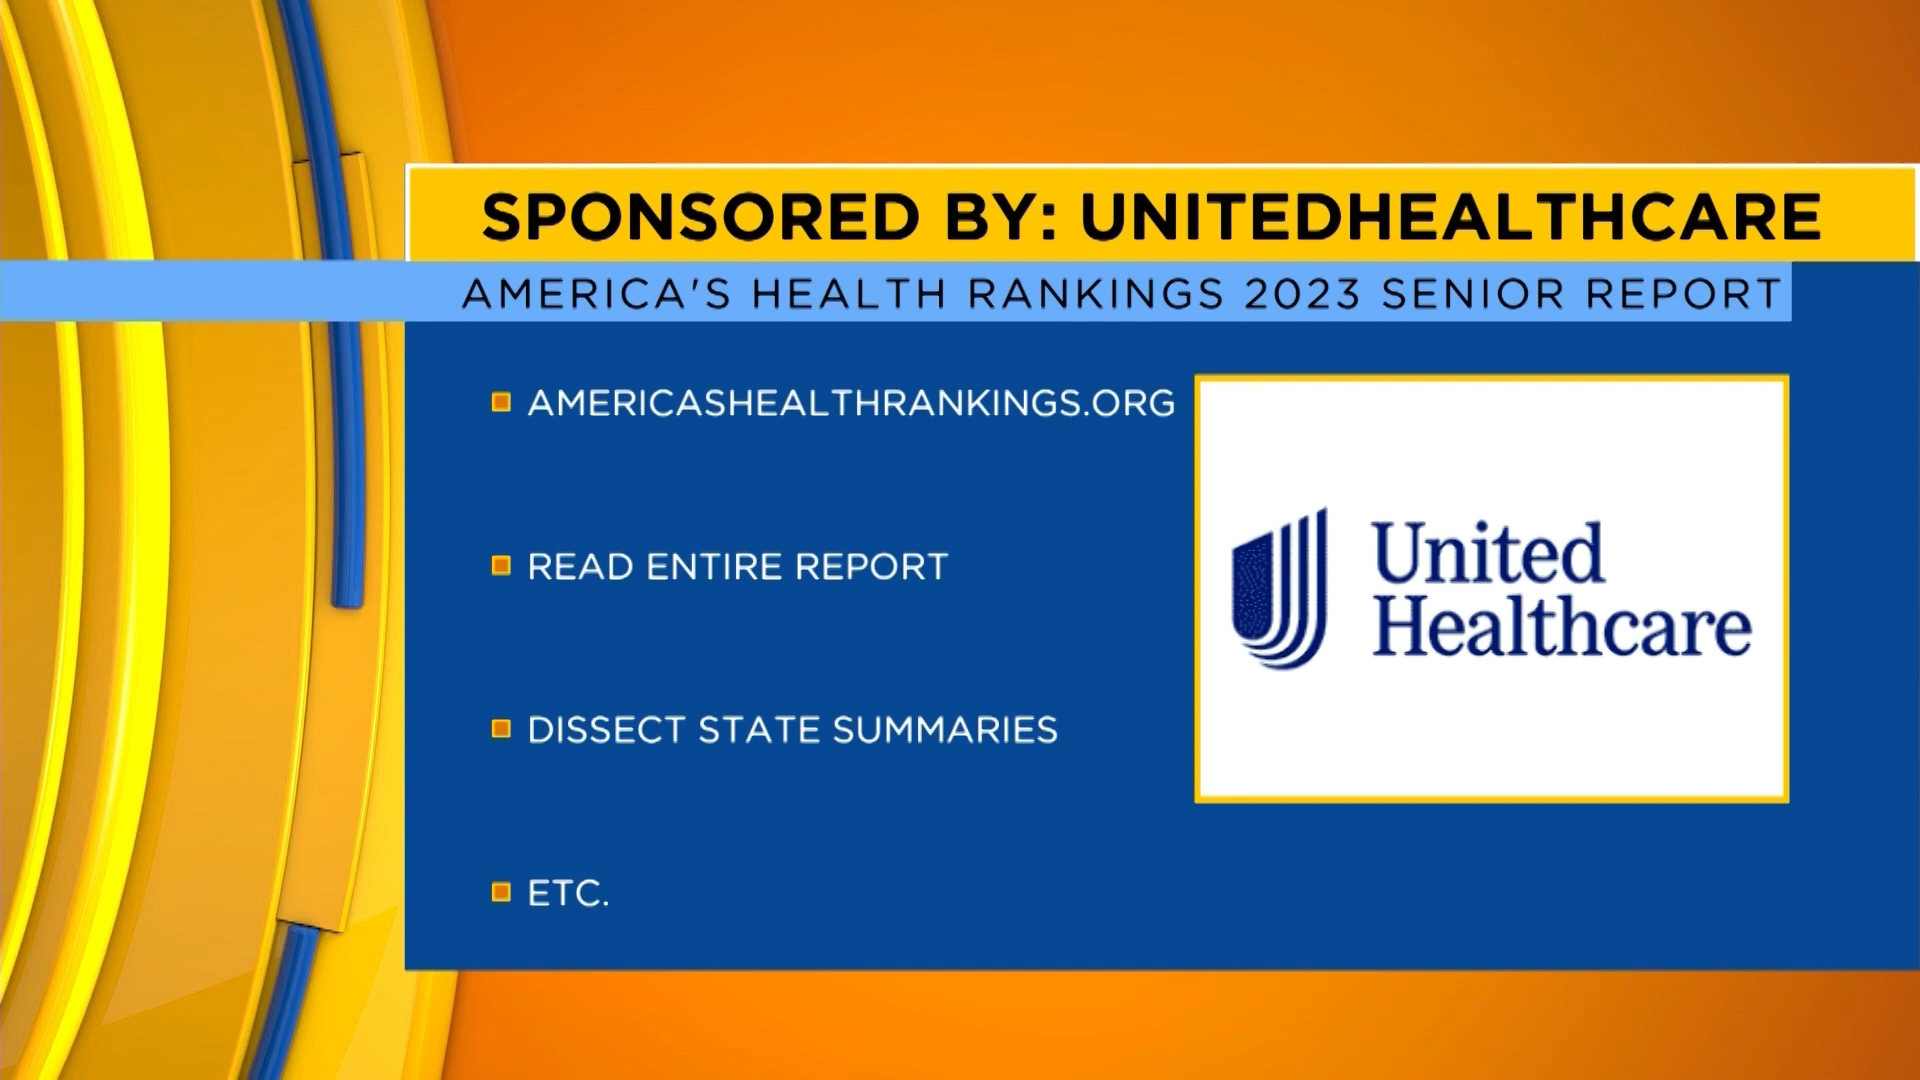 SPONSORED BY: UNITEDHEALTHCARE
AMERICA'S HEALTH RANKINGS 2023 SENIOR REPORT
AMERICASHEALTHRANKINGS.ORG
READ ENTIRE REPORT
DISSECT STATE SUMMARIES
ETC.
United
Healthcare